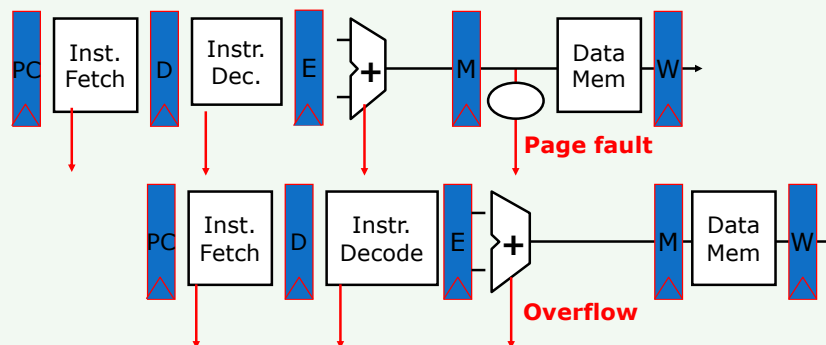 PC
Inst.
Fetch
D
Instr.
Dec.
E
+
M
Data
Mem
W
Page fault
PC
Inst.
Fetch
D
Instr.
Decode
E
+
M
Data
Mem
W
Overflow